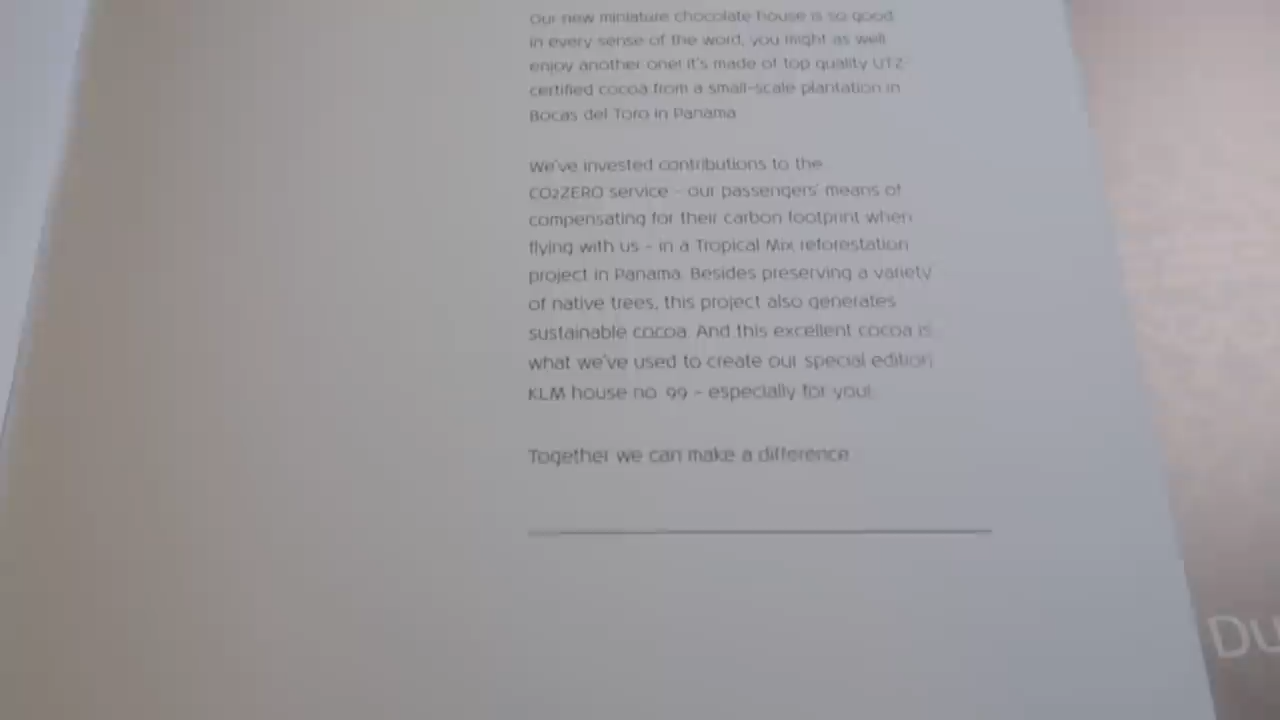 Our new miniature chocolate house is so good
in every sense of the word, you might as well
enjoy another one! It's made of top quality UTZ-
certified cocoa from a small-scale plantation in
Bocas del Toro in Panama.
We've invested contributions to the
CO2ZERO service - our passengers' means of
compensating for their carbon footprint when
flying with us - in a Tropical Mix reforestation
project in Panama. Besides preserving a variety
of native trees, this project also generates
sustainable cocoa. And this excellent cocoa is
what we've used to create our special edition
KLM house no. 99 - especially for you!
Together we can make a difference.
Du